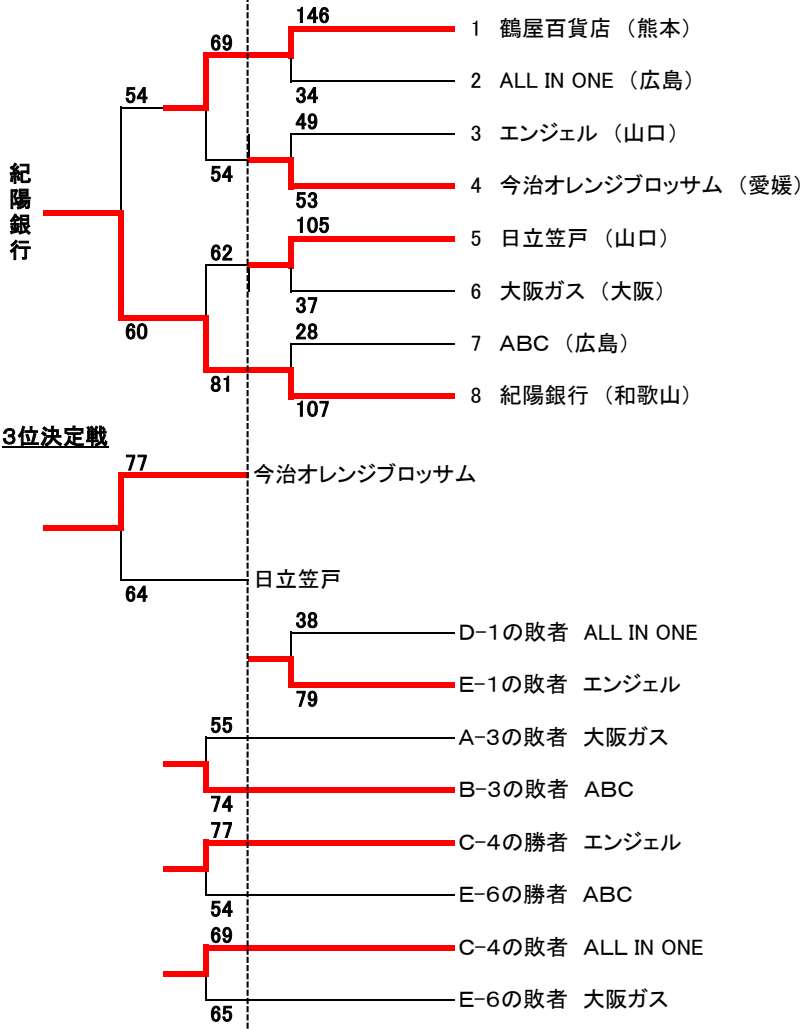 146
1 鶴屋百貨店 (熊本)
69
2 ALL IN ONE (広島)
34
54
49
3 エンジェル (山口)
54
紀陽銀行
4 今治オレンジブロッサム (愛媛)
53
105
5 日立笠戸 (山口)
62
6 大阪ガス (大阪)
37
60
28
7 ABC (広島)
81
8 紀陽銀行 (和歌山)
107
3位決定戦
77
今治オレンジブロッサム
日立笠戸
64
38
D-1の敗者 ALL IN ONE
E-1の敗者 エンジェル
79
55
A-3の敗者 大阪ガス
B-3の敗者 ABC
74
77
C-4の勝者 エンジェル
E-6の勝者 ABC
54
69
C-4の敗者 ALL IN ONE
E-6の敗者 大阪ガス
65